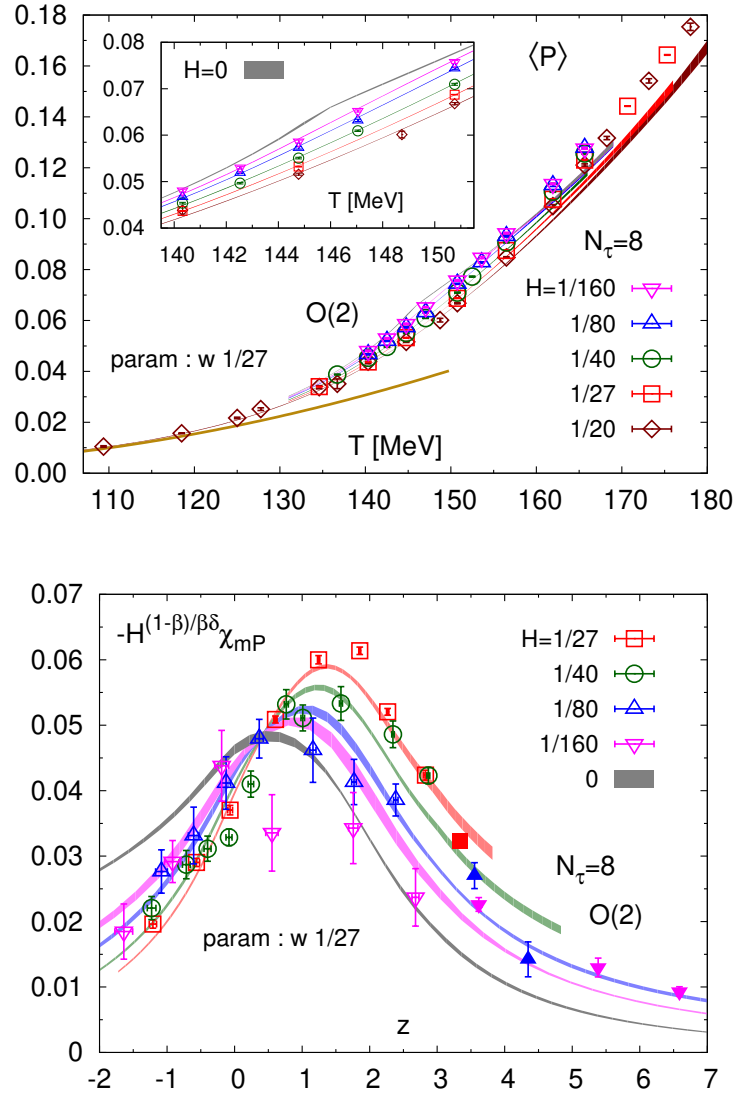 0.18
0.16
0.14
0.12
0.10
0.08
0.06
0.04
0.02
0.00
110 120 130 140 150 160 170 180
0.08
0.07
0.06
0.05
0.04
140 142 144 146 148 150
H=0
T [MeV]
⟨P⟩
N_τ=8
H=1/160
1/80
1/40
1/27
1/20
O(2)
param : w 1/27
T [MeV]
0.07
0.06
0.05
0.04
0.03
0.02
0.01
0
-2 -1 0 1 2 3 4 5 6 7
-H^{(1-β)/βδ}χ_{mP}
H=1/27
1/40
1/80
1/160
0
N_τ=8
O(2)
param : w 1/27
z